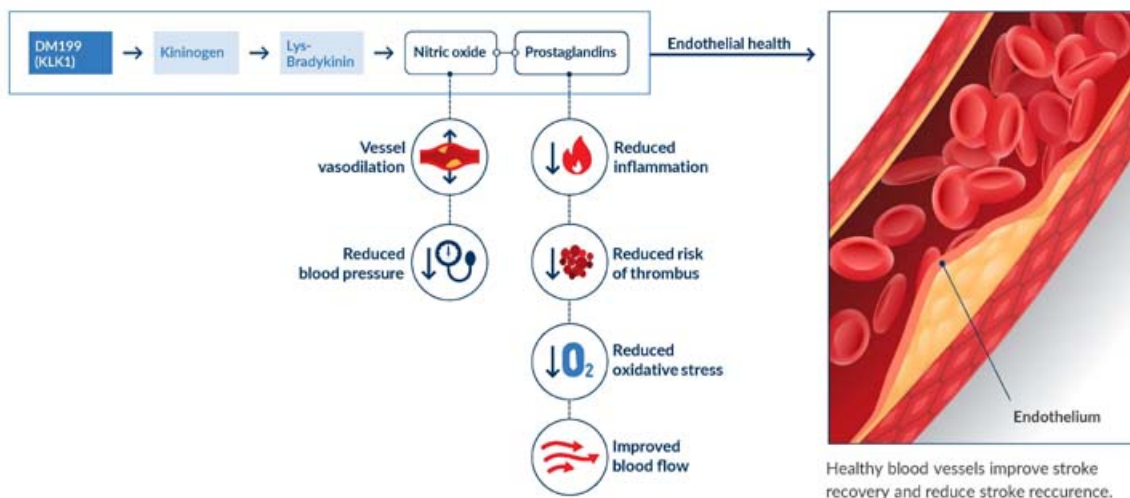 DM199
(KLK1)
Kininogen
Lys-
Bradykinin
Nitric oxide
Prostaglandins
Endothelial health
Vessel
vasodilation
Reduced
blood pressure
Reduced
inflammation
Reduced risk
of thrombus
O2
Reduced
oxidative stress
Improved
blood flow
Endothelium
Healthy blood vessels improve stroke
recovery and reduce stroke reccurence.